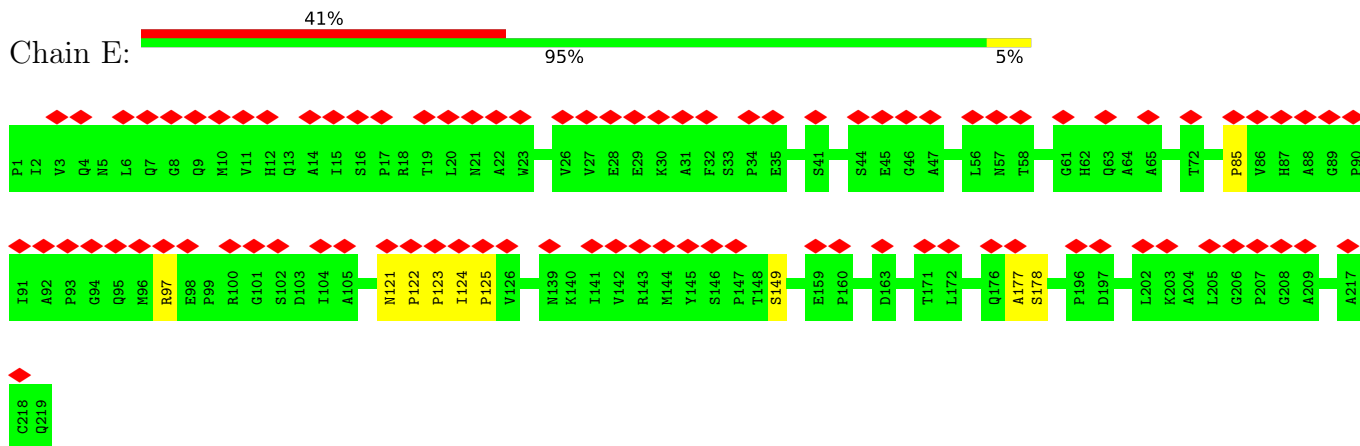 41%
Chain E:
95% 5%
P1 I2 V3 Q4 N5 L6 Q7 G8 Q9 M10 V11 H12 Q13 A14 I15 S16 P17 R18 T19 L20 N21 A22 W23 V26 V27 E28 E29 K30 A31 F32 S33 P34 E35 S41 S44 E45 G46 A47 L56 N57 T58 G61 H62 Q63 A64 A65 T72 P85 V86 H87 A88 G89 P90
I91 A92 P93 G94 Q95 M96 R97 E98 P99 R100 G101 S102 D103 I104 A105 N121 P122 P123 I124 P125 V126 N139 K140 I141 V142 R143 M144 Y145 S146 P147 T148 S149 E159 P160 D163 T171 L172 Q176 A177 S178 P196 D197 L202 K203 A204 L205 G206 P207 G208 A209 A217
C218 Q219